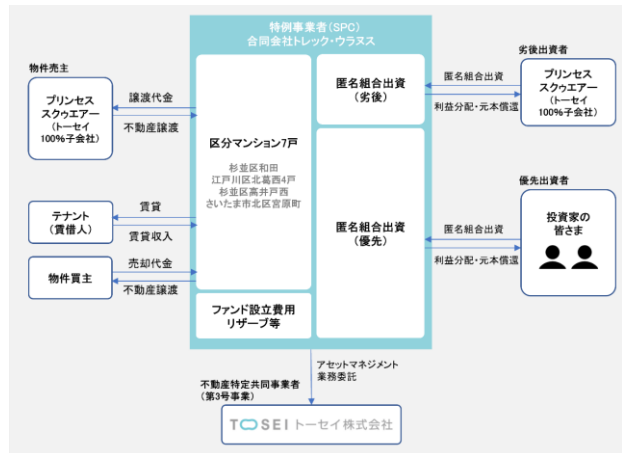 特例事業者(SPC)
合同会社トレック・ウラヌス
物件売主
プリンセス
スクゥエアー
(トーセイ
100%子会社)
譲渡代金
不動産譲渡
テナント
(賃借人)
賃貸
賃貸収入
物件買主
売却代金
不動産譲渡
区分マンション7戸
杉並区和田
江戸川区北葛西4戸
杉並区高井戸西
さいたま市北区宮原町
ファンド設立費用
リザーブ等
匿名組合出資
(劣後)
匿名組合出資
(優先)
匿名組合出資
利益分配・元本償還
劣後出資者
プリンセス
スクゥエアー
(トーセイ
100%子会社)
匿名組合出資
利益分配・元本償還
優先出資者
投資家の
皆さま
アセットマネジメント
業務委託
不動産特定共同事業者
(第3号事業)
TOSEI トーセイ株式会社